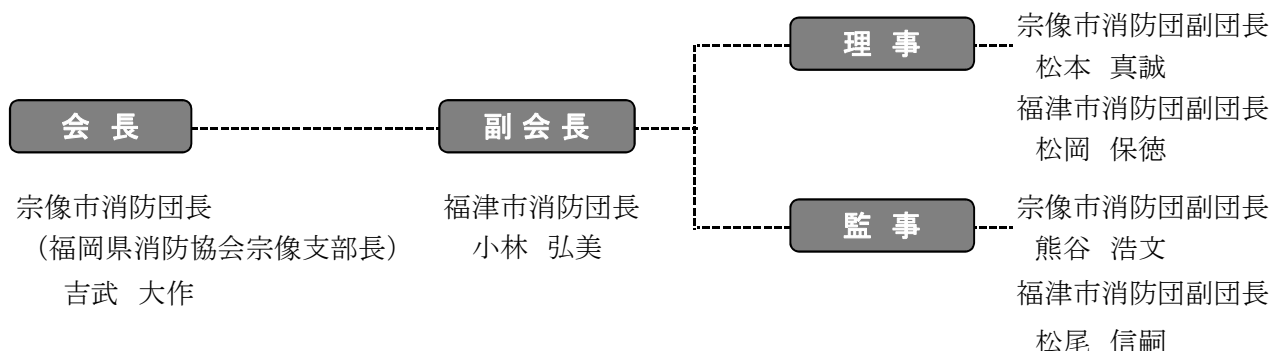 会長
宗像市消防団長
（福岡県消防協会宗像支部長）
吉武 大作
副会長
福津市消防団長
小林 弘美
理事
宗像市消防団副団長
松本 真誠
福津市消防団副団長
松岡 保徳
監事
宗像市消防団副団長
熊谷 浩文
福津市消防団副団長
松尾 信嗣